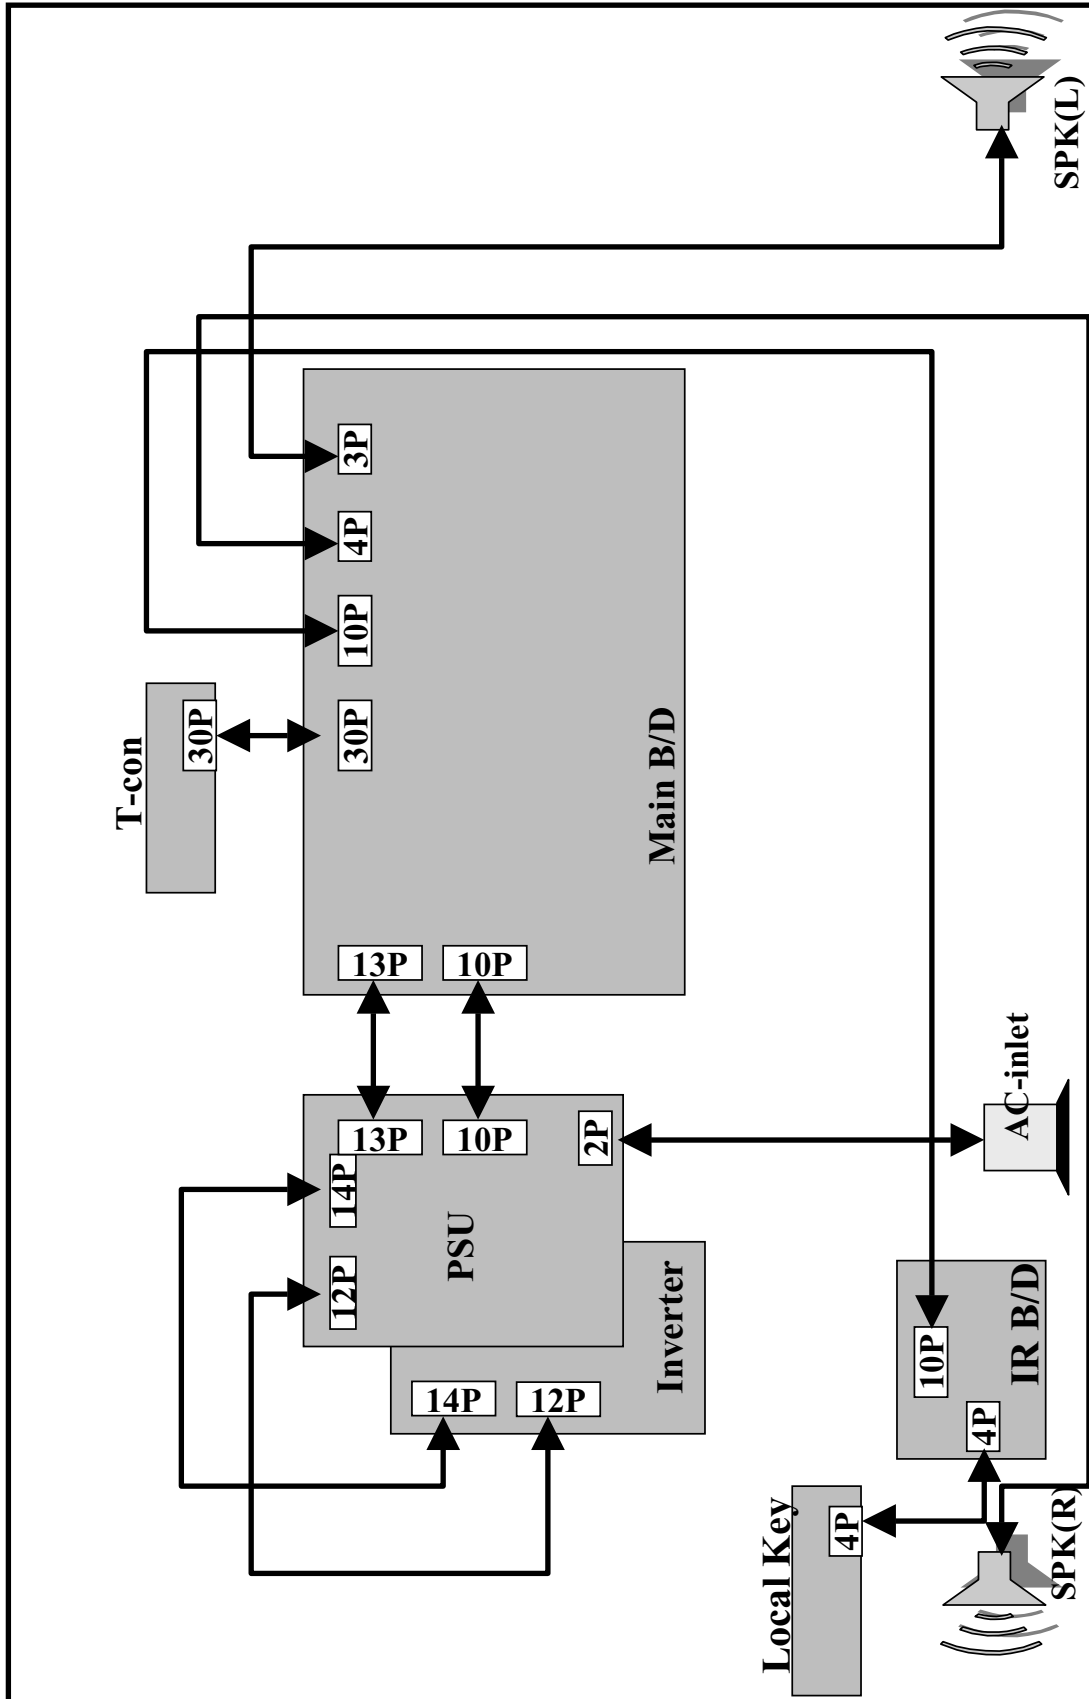 SPK(L)
3P
4P
10P
30P
30P
T-con
Main B/D
13P
10P
13P
10P
2P
14P
12P
PSU
AC-inlet
Inverter
14P
12P
IR B/D
10P
4P
4P
Local Key
SPK(R)